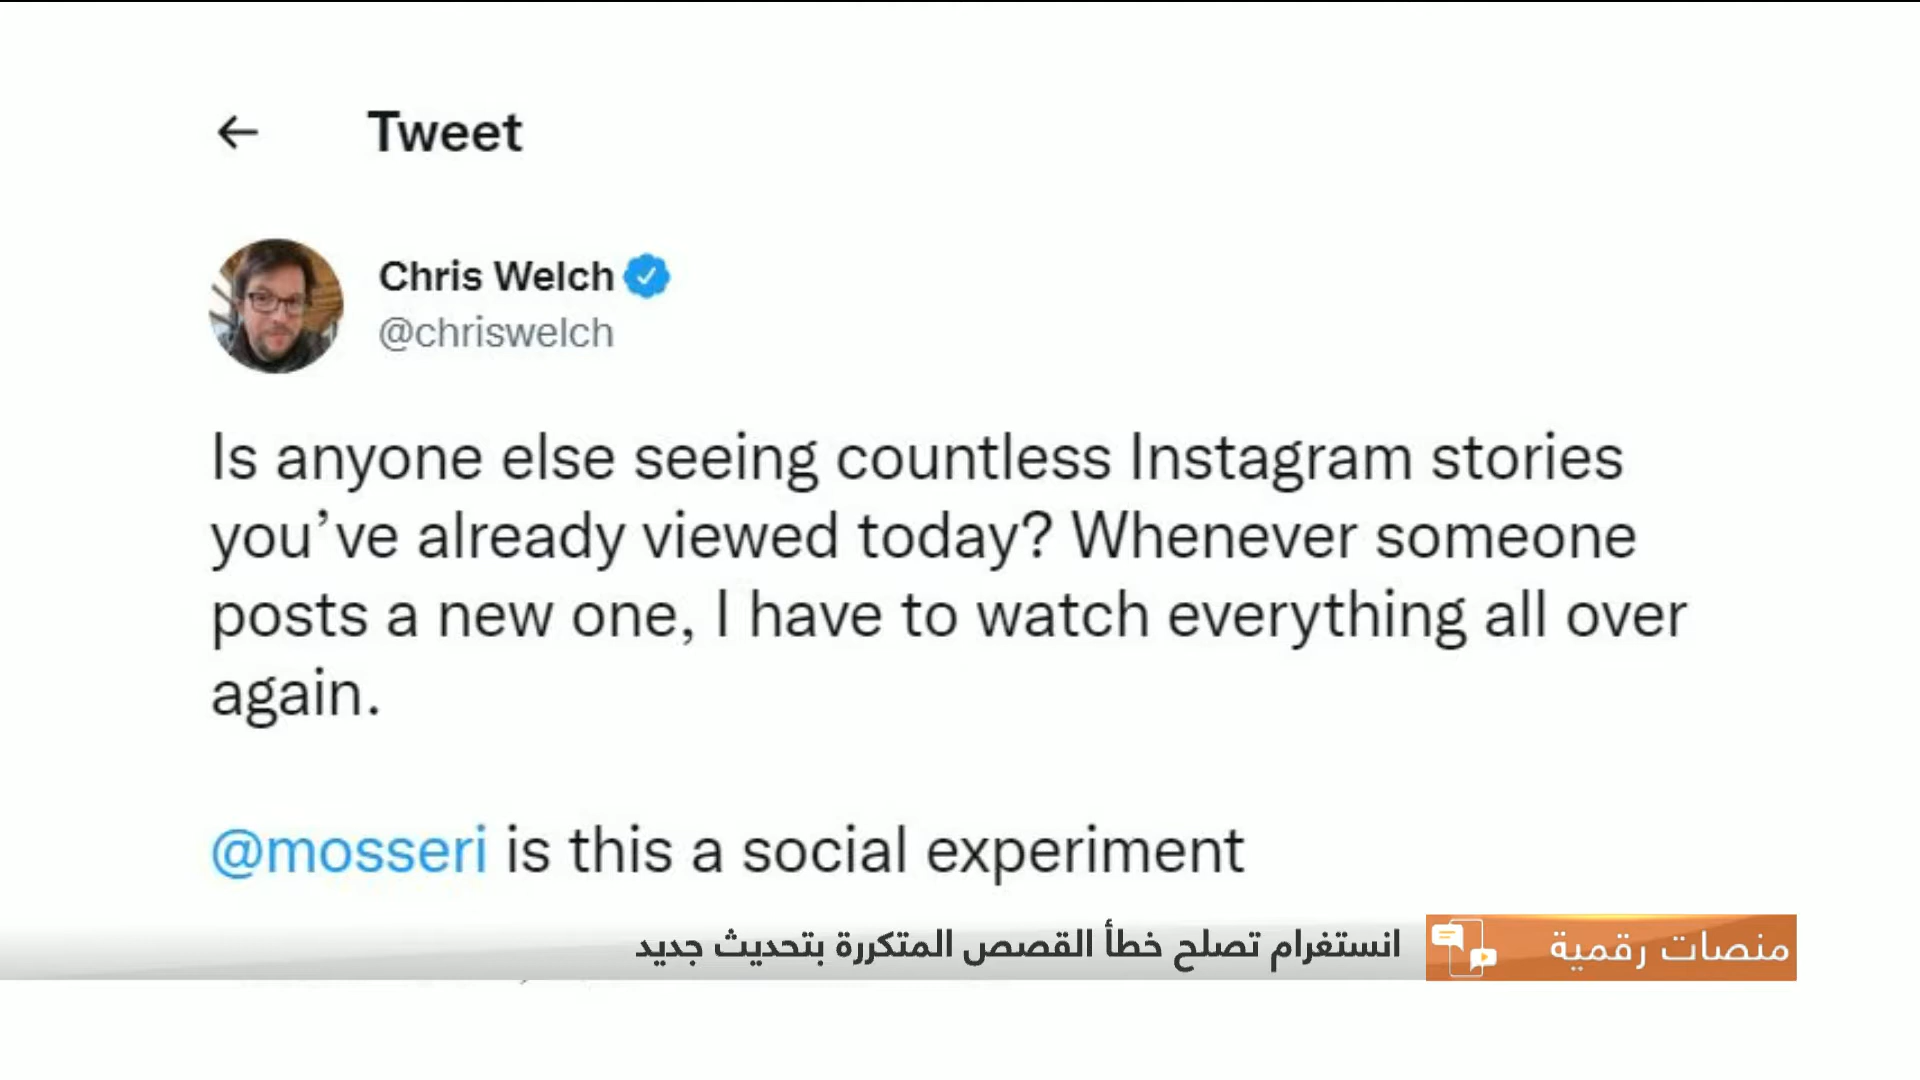 Tweet
Chris Welch
@chriswelch
Is anyone else seeing countless Instagram stories
you’ve already viewed today? Whenever someone
posts a new one, I have to watch everything all over
again.
@mosseri is this a social experiment
منصات رقمية
انستغرام تصلح خطأ القصص المتكررة بتحديث جديد